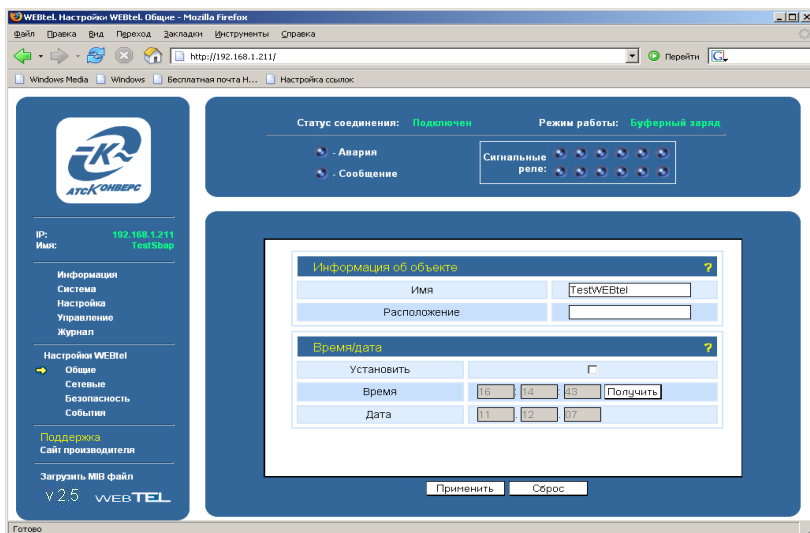 WEBtel. Настройки WEBtel. Общие - Mozilla Firefox
Файл Правка Вид Переход Закладки Инструменты Справка
http://192.168.1.211/ Перейти G
Windows Media Windows Бесплатная почта H... Настройка ссылок
АТСКОНВЕРС
IP: 192.168.1.211
Имя: TestSbap
Информация
Система
Настройка
Управление
Журнал
Настройки WEBtel
Общие
Сетевые
Безопасность
События
Поддержка
Сайт производителя
Загрузить MIB файл
v 2.5 WEBTEL
Статус соединения: Подключен Режим работы: Буферный заряд
- Авария
- Сообщение
Сигнальные
реле:
Информация об объекте ?
Имя TestWEBtel
Расположение
Время/дата ?
Установить
Время 16 : 14 : 43 Получить
Дата 11 . 12 . 07
Применить Сброс
Готово